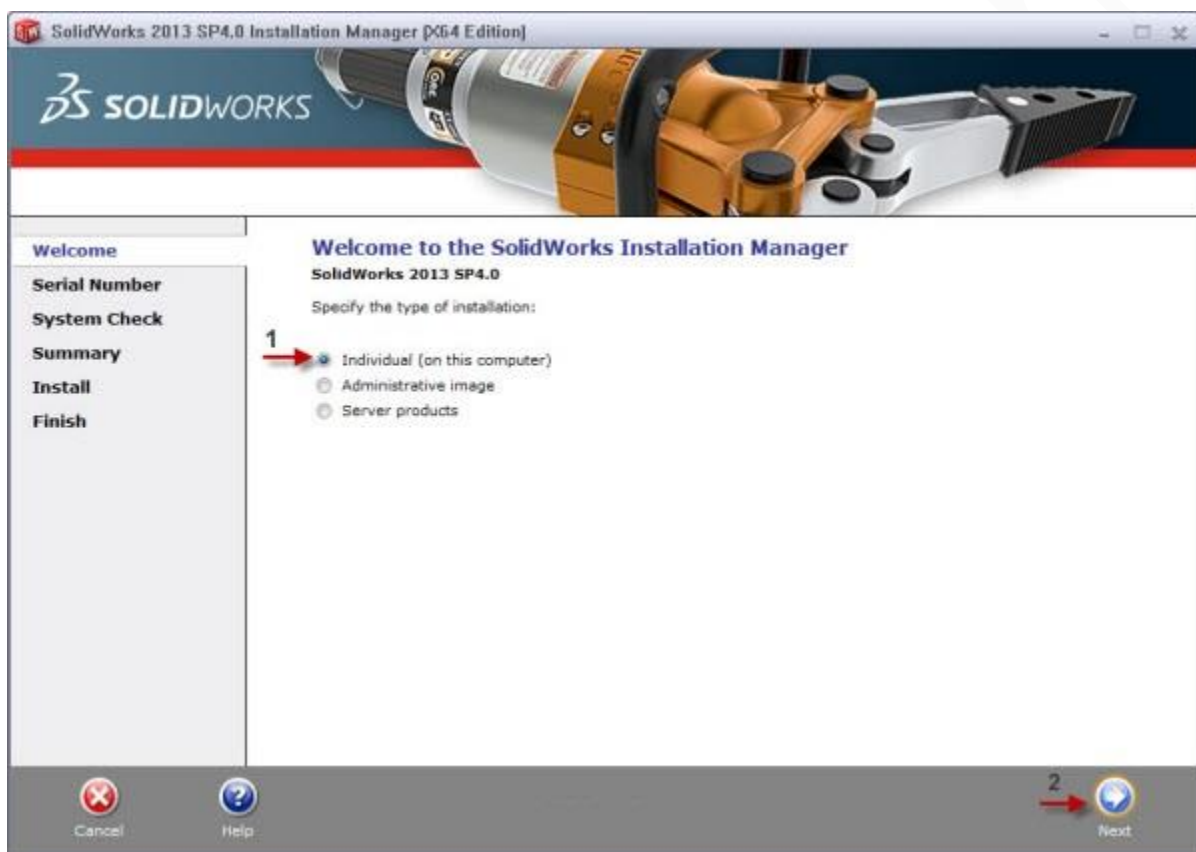 SolidWorks 2013 SP4.0 Installation Manager [X64 Edition]
3S SOLIDWORKS
Welcome
Serial Number
System Check
Summary
Install
Finish
Welcome to the SolidWorks Installation Manager
SolidWorks 2013 SP4.0
Specify the type of installation:
1
Individual (on this computer)
Administrative image
Server products
Cancel
Help
2
Next